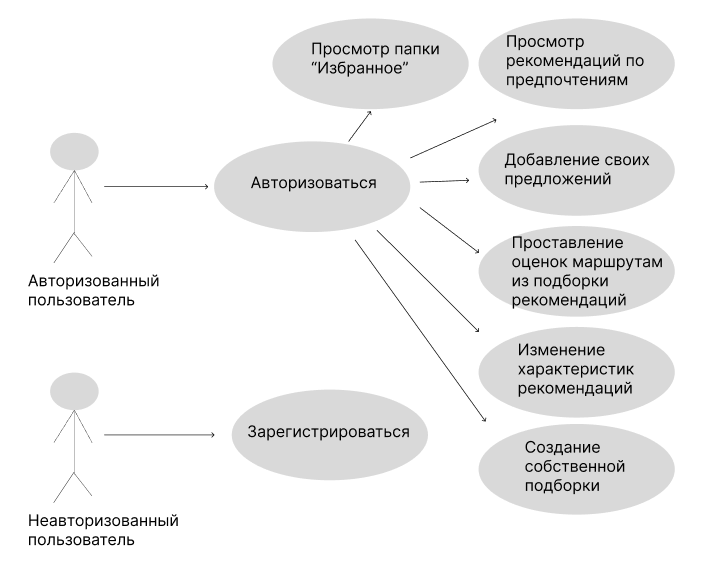 Просмотр папки
“Избранное”
Просмотр
рекомендаций по
предпочтениям
Авторизоваться
Добавление своих
предложений
Авторизованный
пользователь
Проставление
оценок маршрутам
из подборки
рекомендаций
Изменение
характеристик
рекомендаций
Зарегистрироваться
Создание
собственной
подборки
Неавторизованный
пользователь